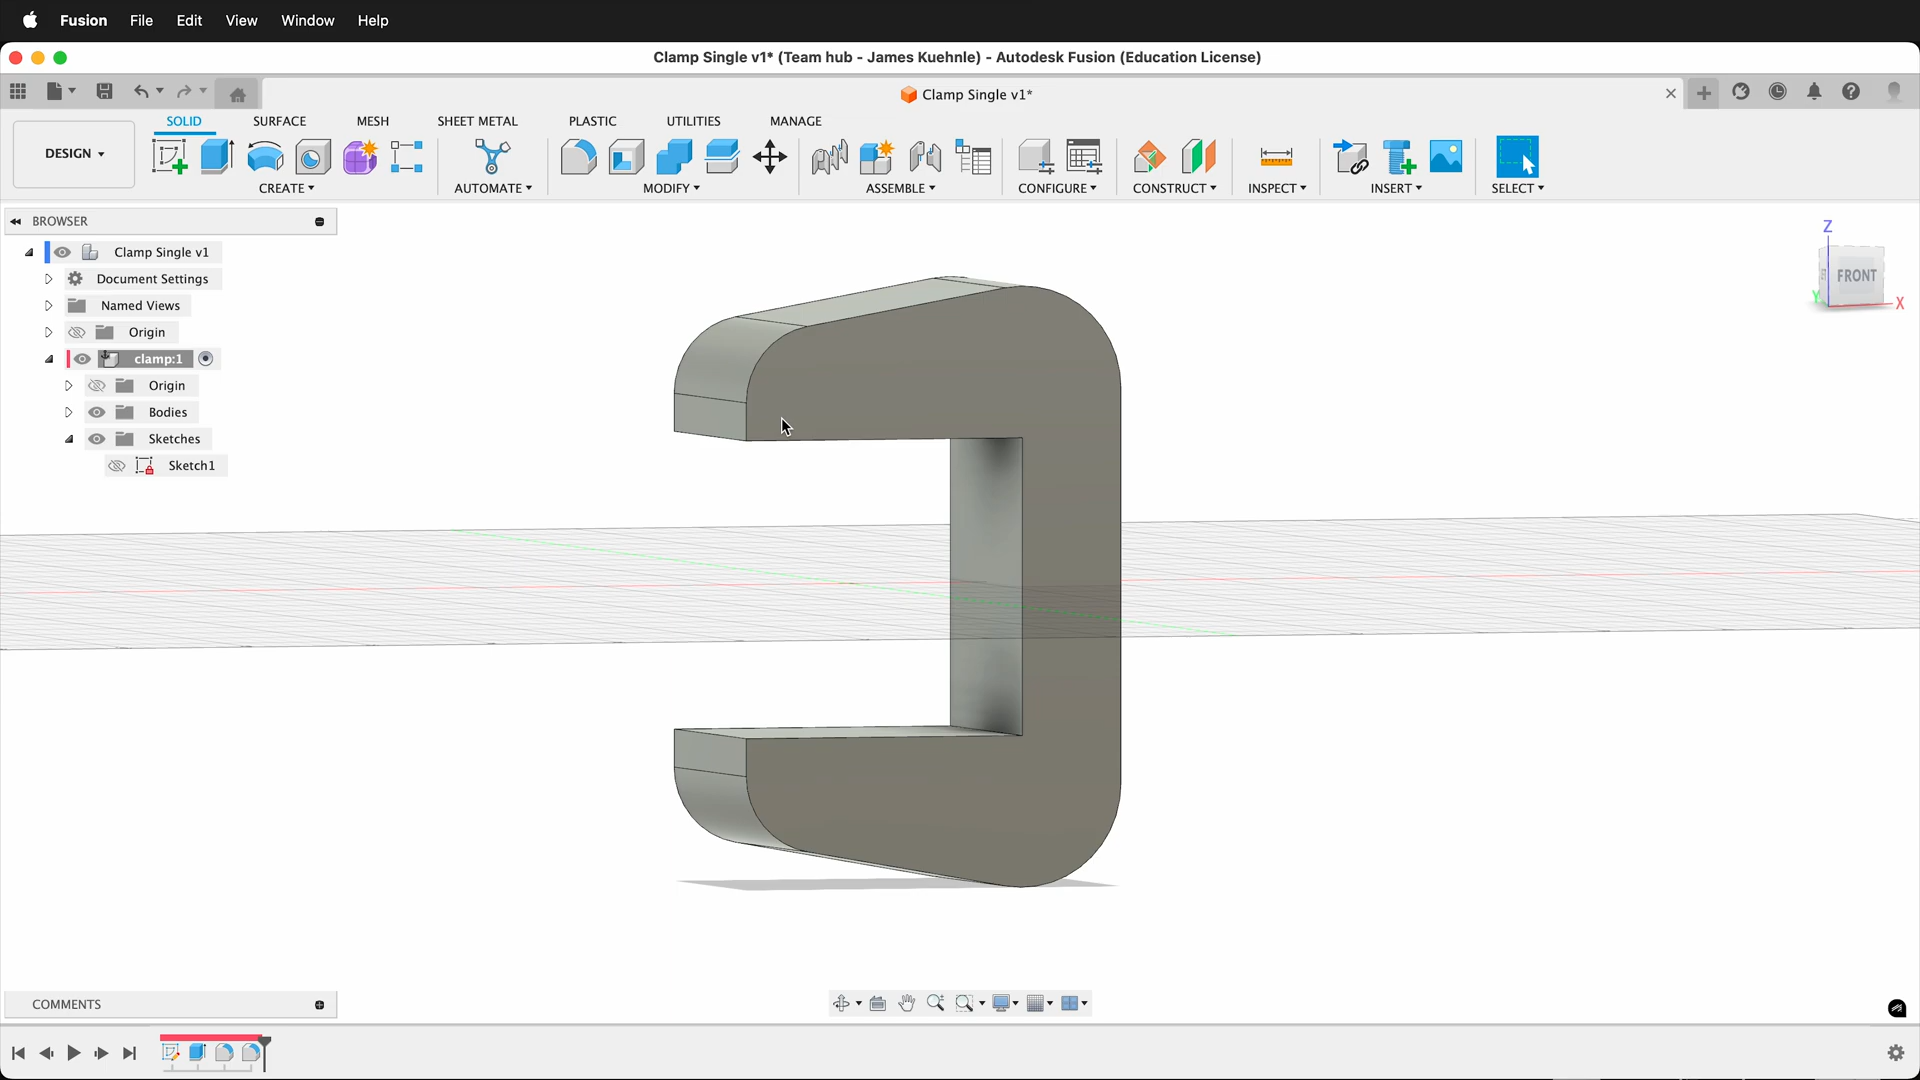 Fusion File Edit View Window Help
Clamp Single v1* (Team hub - James Kuehnle) - Autodesk Fusion (Education License)
Clamp Single v1*
SOLID SURFACE MESH SHEET METAL PLASTIC UTILITIES MANAGE
DESIGN
CREATE AUTOMATE MODIFY ASSEMBLE CONFIGURE CONSTRUCT INSPECT INSERT SELECT
BROWSER
Clamp Single v1
Document Settings
Named Views
Origin
clamp:1
Origin
Bodies
Sketches
Sketch1
Z
FRONT
Y
X
COMMENTS